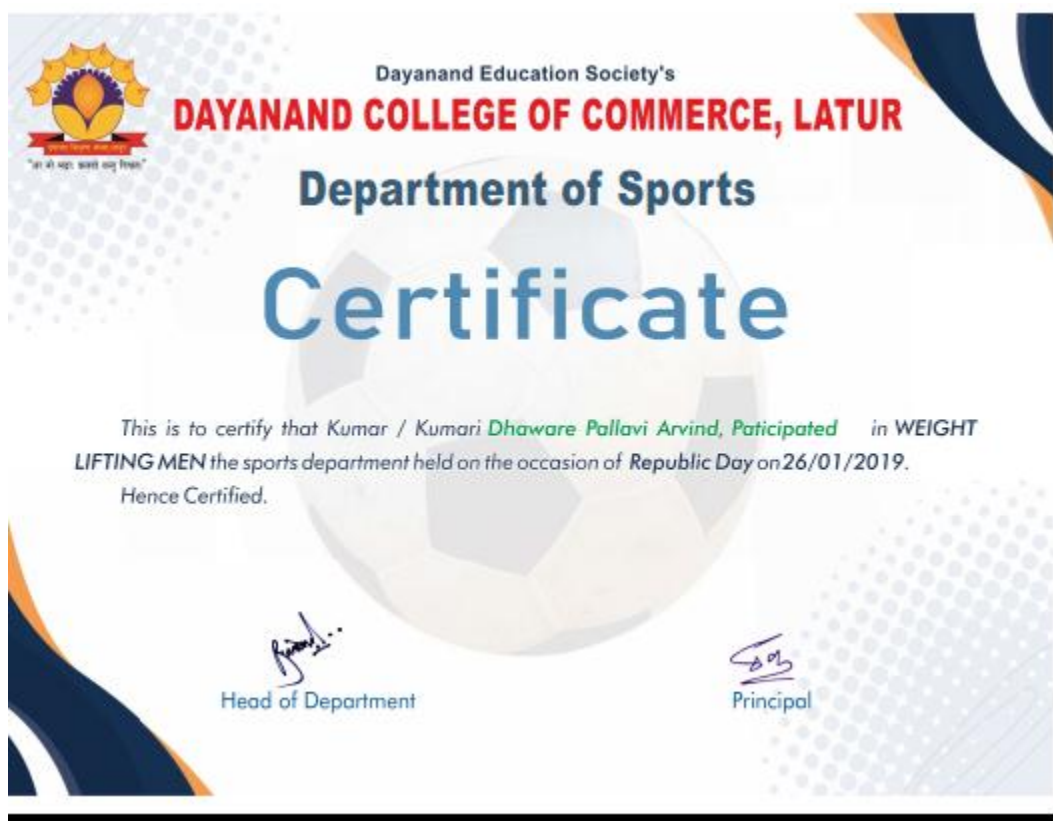 Dayanand Education Society's
DAYANAND COLLEGE OF COMMERCE, LATUR
Department of Sports
Certificate
This is to certify that Kumar / Kumari Dhaware Pallavi Arvind, Paticipated in WEIGHT
LIFTING MEN the sports department held on the occasion of Republic Day on 26/01/2019.
Hence Certified.
Head of Department
Principal